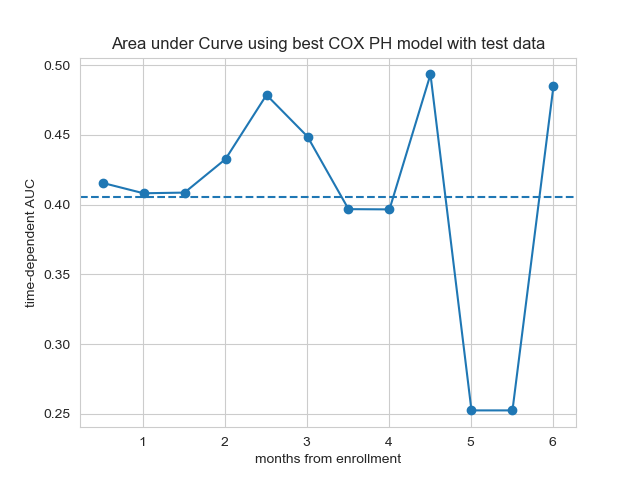 Area under Curve using best COX PH model with test data
0.50
0.45
0.40
0.35
0.30
0.25
time-dependent AUC
1 2 3 4 5 6
months from enrollment